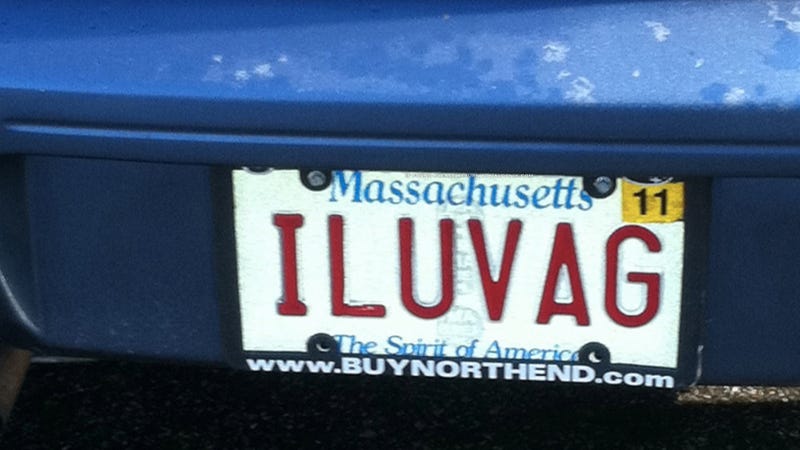 Massachusetts
11
ILUVAG
The Spirit of America
www.BUYNORTHEND.com